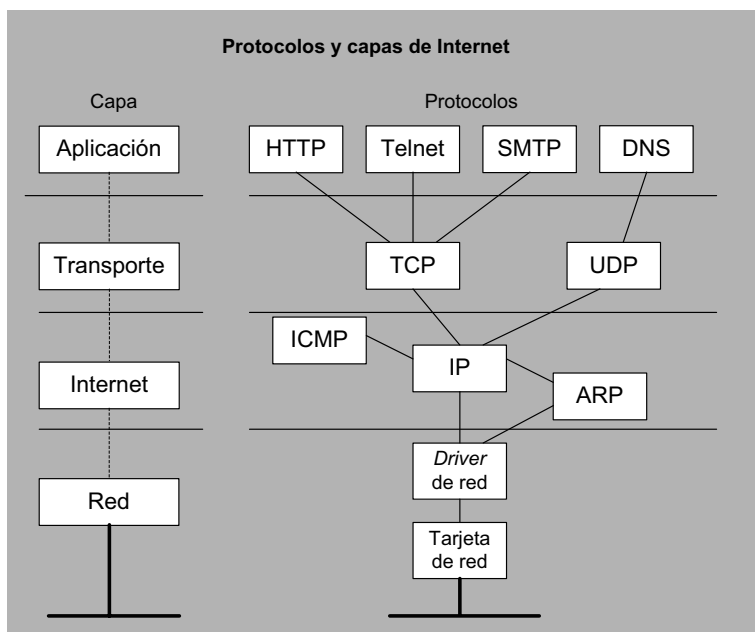 Protocolos y capas de Internet
Capa
Protocolos
Aplicación
HTTP
Telnet
SMTP
DNS
Transporte
TCP
UDP
ICMP
IP
Internet
ARP
Driver
de red
Red
Tarjeta
de red